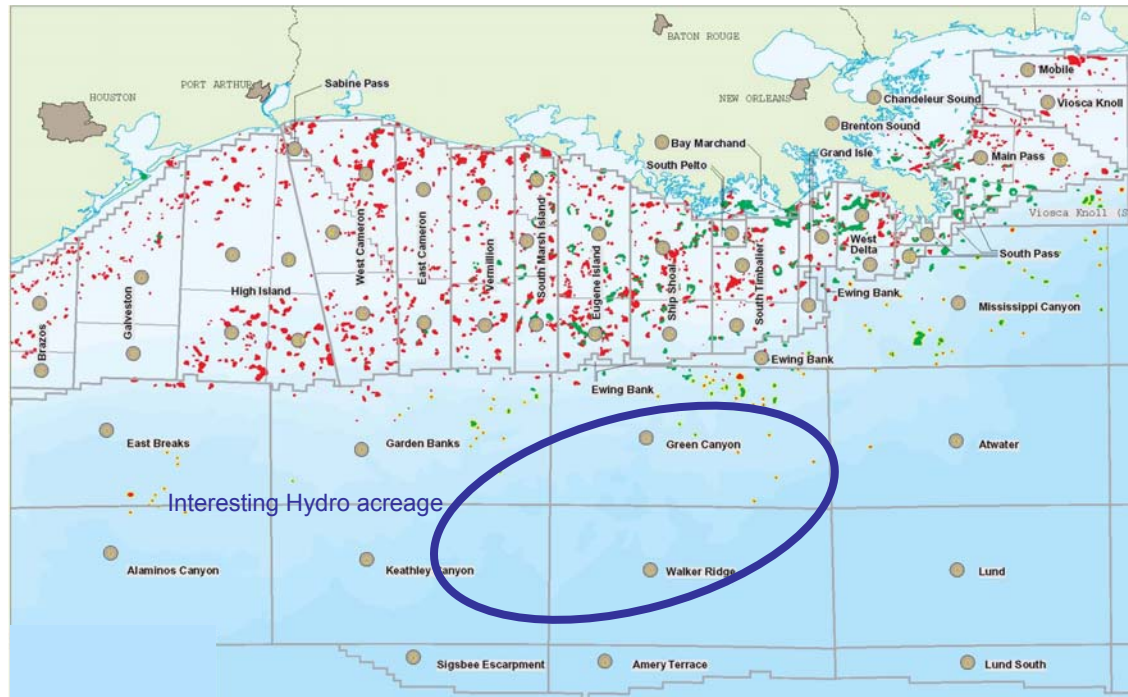 BATON ROUGE
Mobile
PORT ARTHUR
Sabine Pass
HOUSTON
NEW ORLEANS
Chandeleur Sound
Viosca Knoll
Brenton Sound
Bay Marchand
Grand Isle
South Pelto
Main Pass
Viosca Knoll (S
West Cameron
East Cameron
Vermillion
South Marsh Island
Eugene Island
Ship Shoal
South Timbalier
West
Delta
South Pass
High Island
Galveston
Brazos
Ewing Bank
Mississippi Canyon
Ewing Bank
Ewing Bank
East Breaks
Garden Banks
Green Canyon
Atwater
Interesting Hydro acreage
Alaminos Canyon
Keathley Canyon
Walker Ridge
Lund
Sigsbee Escarpment
Amery Terrace
Lund South